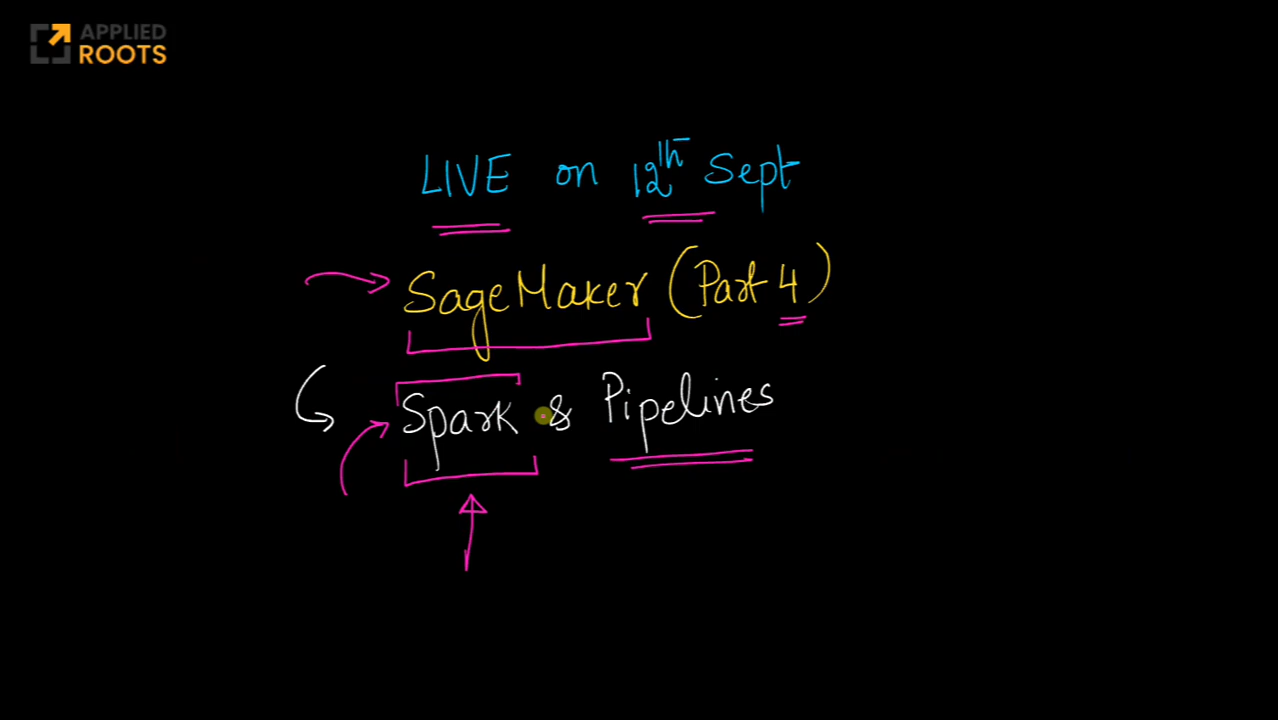 APPLIED
ROOTS
LIVE on 12th Sept
SageMaker (Part 4)
Spark & Pipelines